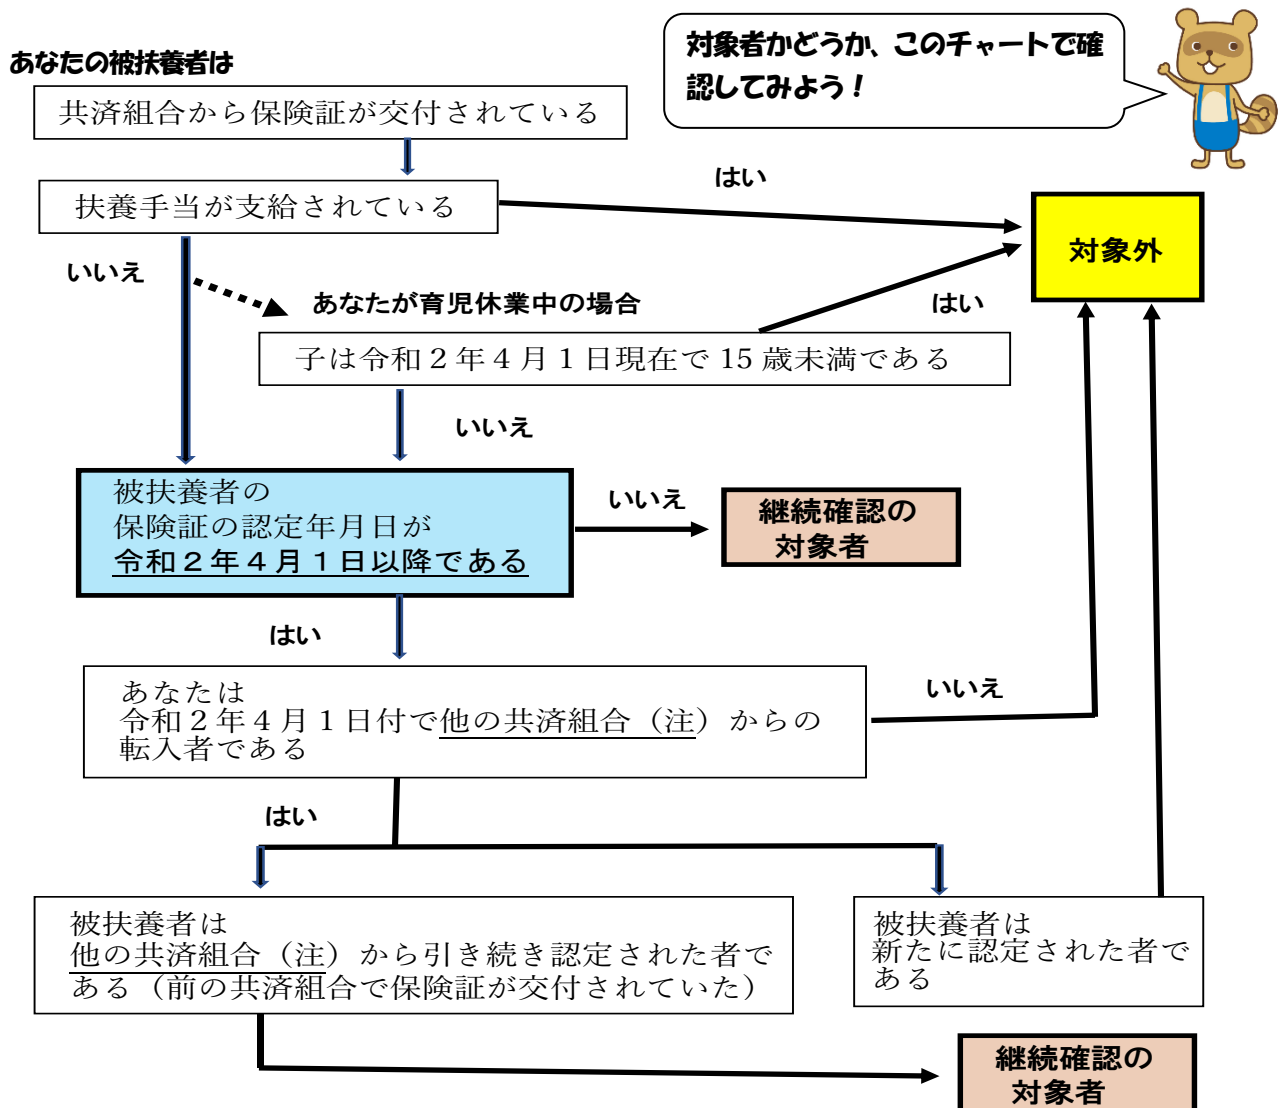 対象者かどうか、このチャートで確
認してみよう！
あなたの被扶養者は
共済組合から保険証が交付されている
はい
扶養手当が支給されている
対象外
いいえ
あなたが育児休業中の場合
はい
子は令和２年４月１日現在で 15 歳未満である
いいえ
被扶養者の
保険証の認定年月日が
令和２年４月１日以降である
いいえ
継続確認の
対象者
はい
あなたは
令和２年４月１日付で他の共済組合（注）からの
転入者である
いいえ
はい
被扶養者は
他の共済組合（注）から引き続き認定された者で
ある（前の共済組合で保険証が交付されていた）
被扶養者は
新たに認定された者で
ある
継続確認の
対象者